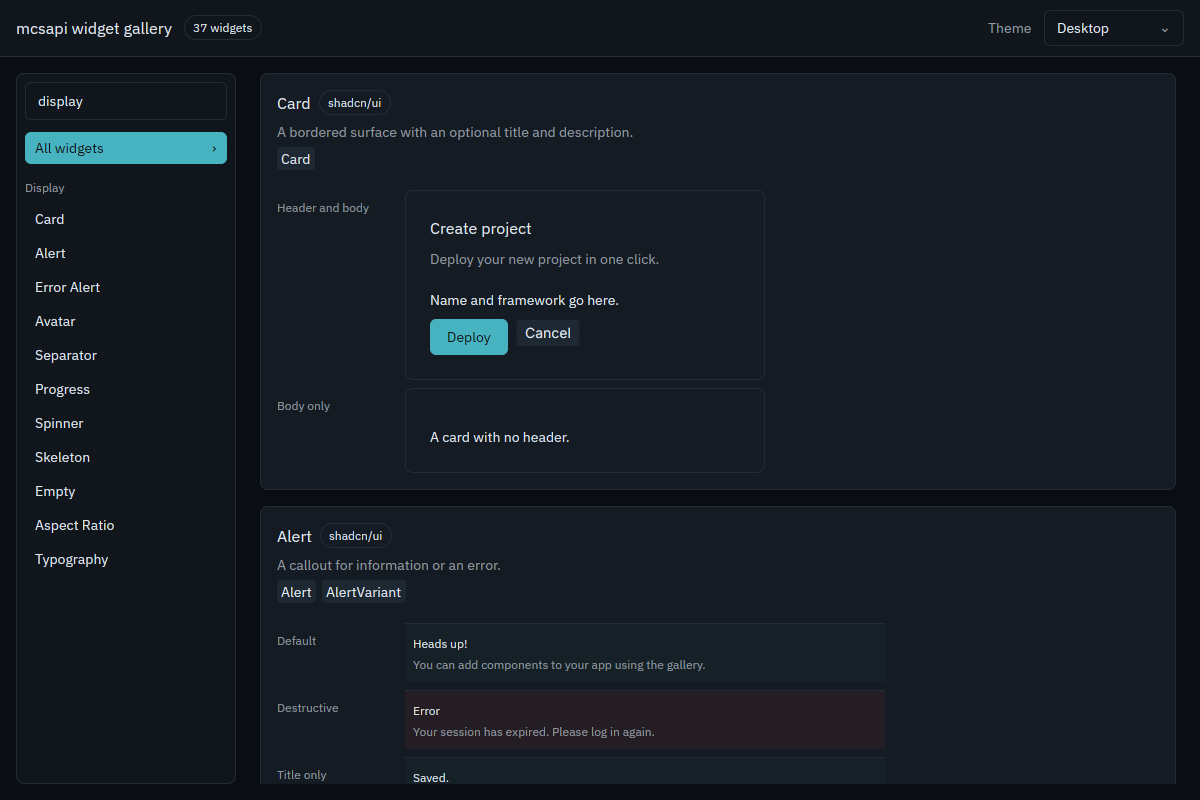 mcsapi widget gallery 37 widgets Theme Desktop
display
All widgets
Display
Card
Alert
Error Alert
Avatar
Separator
Progress
Spinner
Skeleton
Empty
Aspect Ratio
Typography
Card shadcn/ui
A bordered surface with an optional title and description.
Card
Header and body
Create project
Deploy your new project in one click.
Name and framework go here.
Deploy Cancel
Body only
A card with no header.
Alert shadcn/ui
A callout for information or an error.
Alert AlertVariant
Default
Heads up!
You can add components to your app using the gallery.
Destructive
Error
Your session has expired. Please log in again.
Title only
Saved.